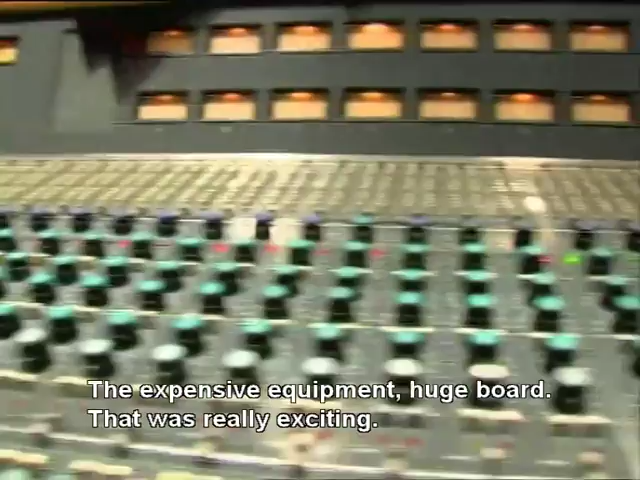 The expensive equipment, huge board.
That was really exciting.